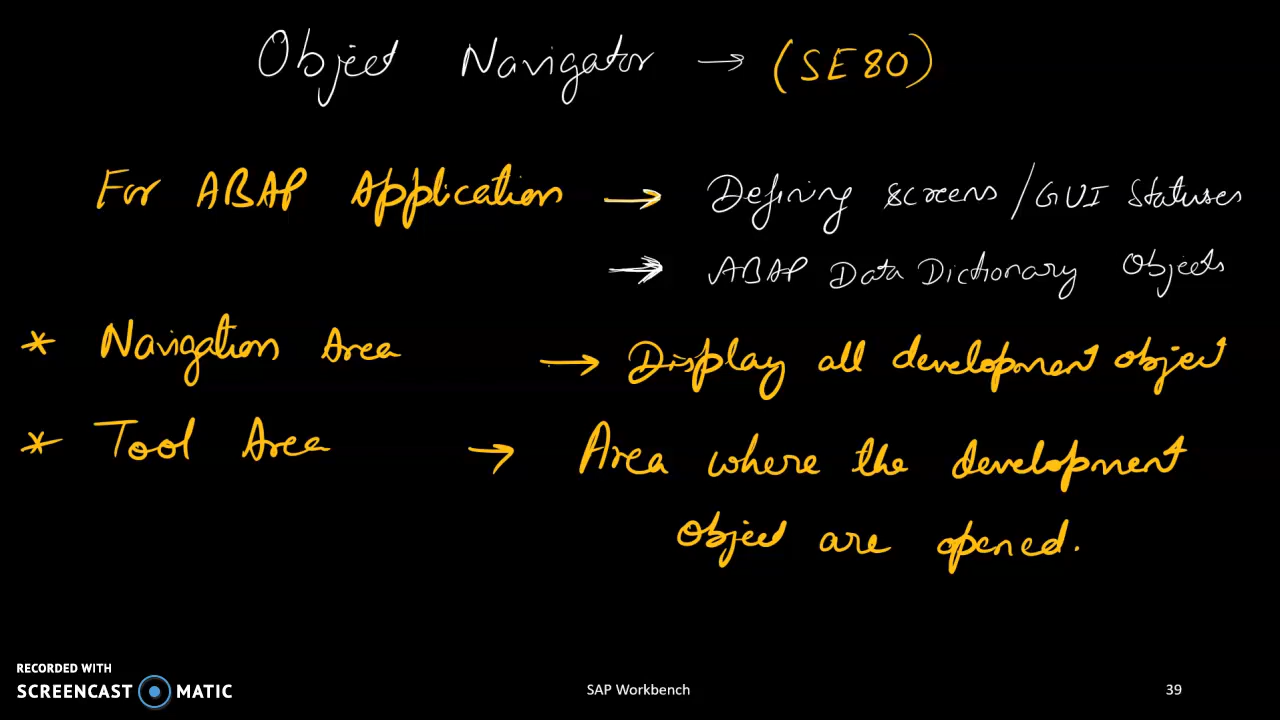 Object Navigator → (SE80)
For ABAP Application → Defining screens / GUI Statuses
→ ABAP Data Dictionary Objects
* Navigation Area → Display all development object
* Tool Area → Area where the development
Object are opened.
RECORDED WITH
SCREENCAST MATIC
SAP Workbench
39